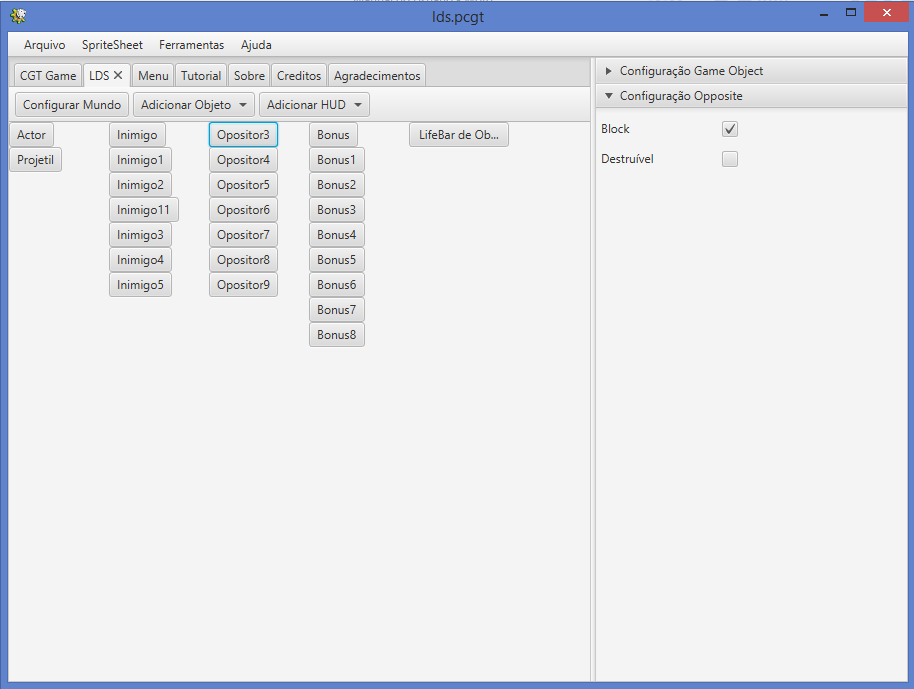 lds.pcgt
Arquivo SpriteSheet Ferramentas Ajuda
CGT Game LDS Menu Tutorial Sobre Creditos Agradecimentos
Configurar Mundo Adicionar Objeto Adicionar HUD
Actor Inimigo Opositor3 Bonus LifeBar de Ob...
Projetil Inimigo1 Opositor4 Bonus1
Inimigo2 Opositor5 Bonus2
Inimigo11 Opositor6 Bonus3
Inimigo3 Opositor7 Bonus4
Inimigo4 Opositor8 Bonus5
Inimigo5 Opositor9 Bonus6
Bonus7
Bonus8
Configuração Game Object
Configuração Opposite
Block
Destruível